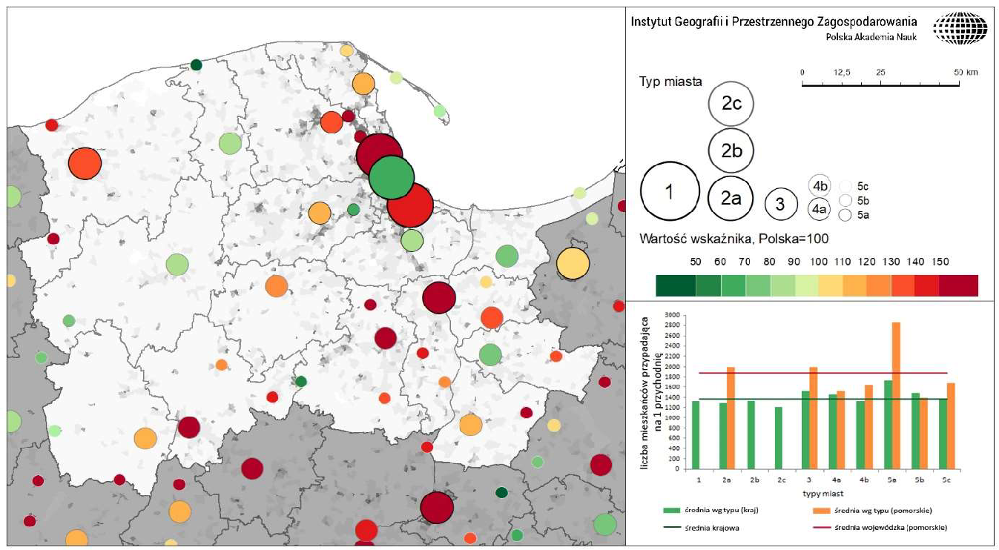 Instytut Geografii i Przestrzennego Zagospodarowania
Polska Akademia Nauk
0 12,5 25 50 km
Typ miasta
2c
2b
1 2a 3 4b 4a 5c 5b 5a
Wartość wskaźnika, Polska=100
50 60 70 80 90 100 110 120 130 140 150
liczba mieszkańców przypadająca
na 1 przychodnię
3000
2800
2600
2400
2200
2000
1800
1600
1400
1200
1000
800
600
400
200
0
1 2a 2b 2c 3 4a 4b 5a 5b 5c
typy miast
średnia wg typu (kraj) średnia wg typu (pomorskie)
średnia krajowa średnia wojewódzka (pomorskie)